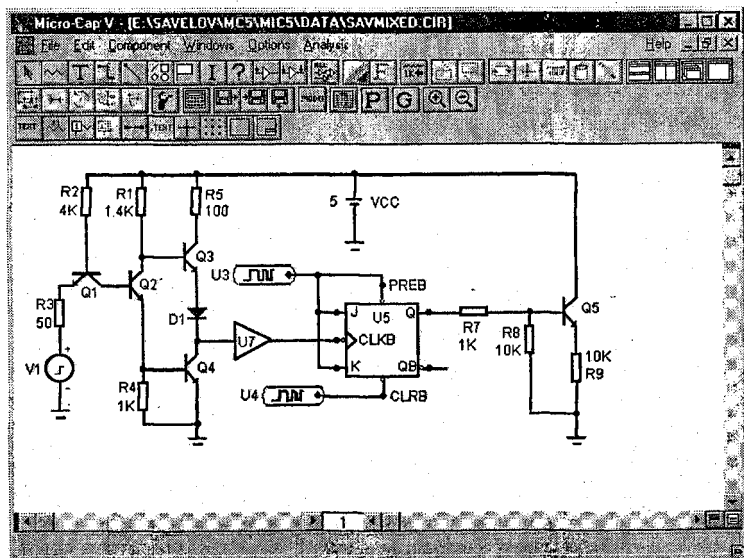 Micro-Cap V - [E:\SAVELOV\MC5\MIC5\DATA\SAVMIXED.CIR]
File Edit Component Windows Options Analysis Help
T I ? F
P G
TEXT
R2
4K
R1
1.4K
R5
100
5 VCC
Q3
U3
PREB
Q1
Q2
R3
50
D1
J U5 Q
CLKB
K QB
U7
R7
1K
R8
10K
Q5
10K
R9
V1
R4
1K
Q4
U4
CLRB
1